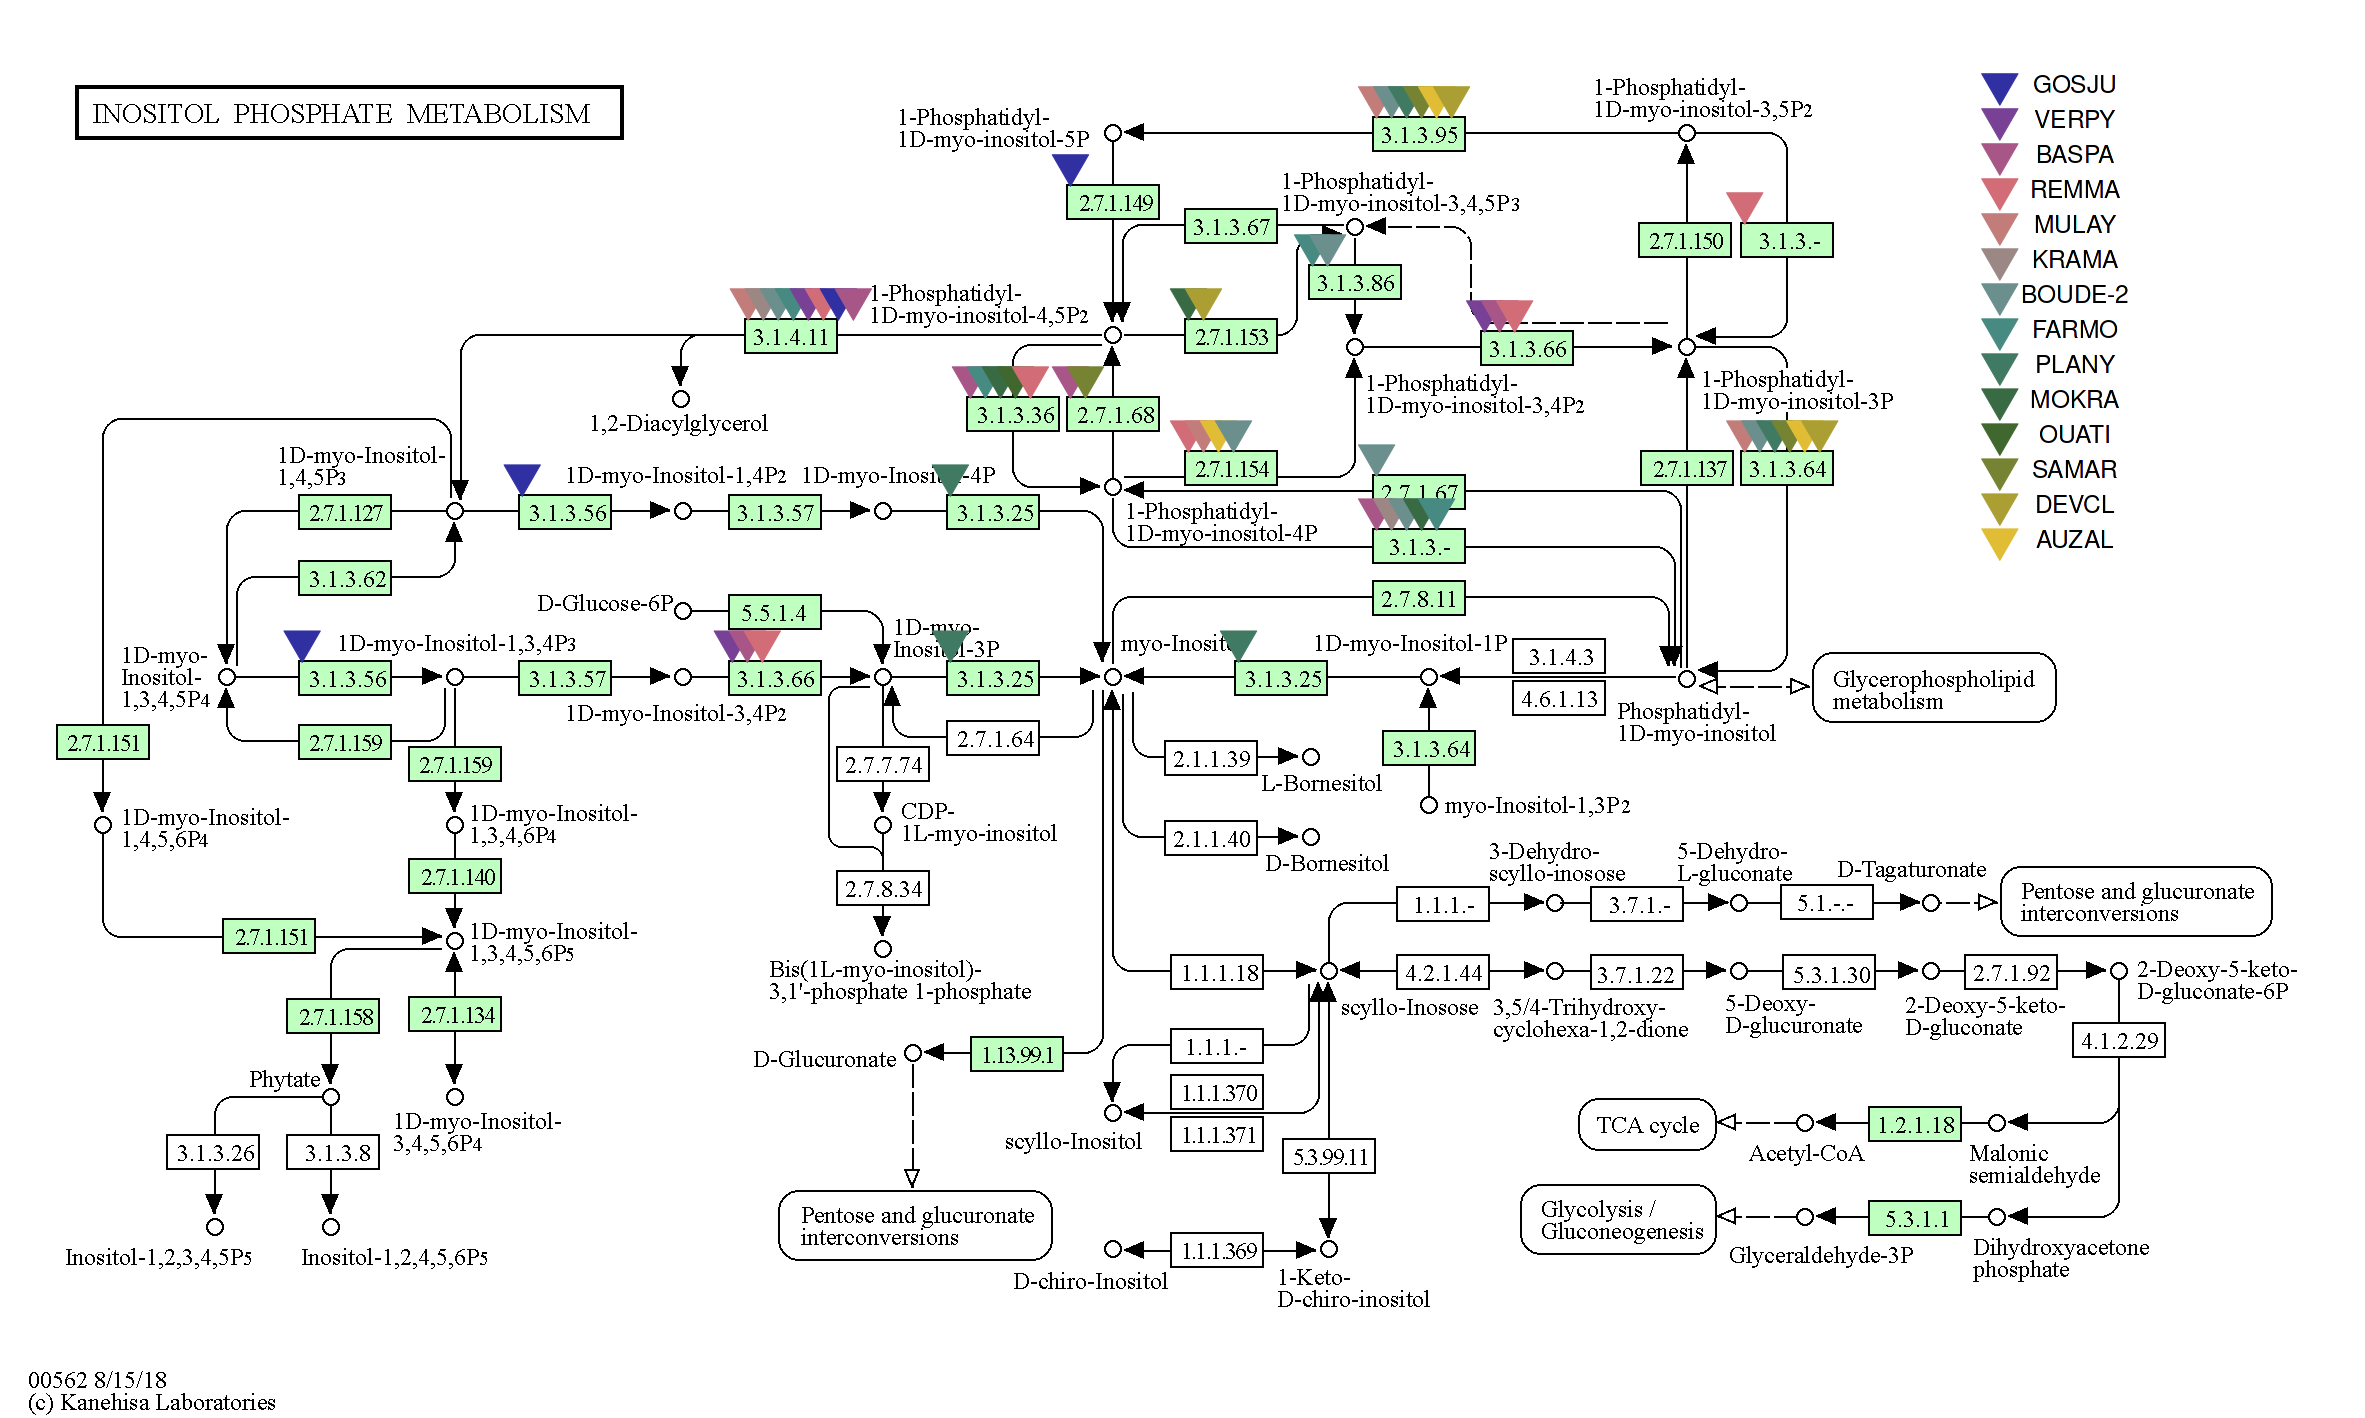 INOSITOL PHOSPHATE METABOLISM
1-Phosphatidyl-
1D-myo-inositol-5P
3.1.3.95
1-Phosphatidyl-
1D-myo-inositol-3,5P2
GOSJU
VERPY
BASPA
REMMA
MULAY
KRAMA
BOUDE-2
FARMO
PLANY
MOKRA
OUATI
SAMAR
DEVCL
AUZAL
2.7.1.149
1-Phosphatidyl-
1D-myo-inositol-3,4,5P3
3.1.3.67
2.7.1.150
3.1.3.-
3.1.3.86
3.1.4.11
1-Phosphatidyl-
1D-myo-inositol-4,5P2
2.7.1.153
3.1.3.66
1,2-Diacylglycerol
3.1.3.36
2.7.1.68
1-Phosphatidyl-
1D-myo-inositol-3,4P2
1-Phosphatidyl-
1D-myo-inositol-3P
2.7.1.154
2.7.1.137
3.1.3.64
1D-myo-Inositol-
1,4,5P3
2.7.1.127
3.1.3.56
1D-myo-Inositol-1,4P2
3.1.3.57
1D-myo-Inositol-4P
3.1.3.25
2.7.1.67
1-Phosphatidyl-
1D-myo-inositol-4P
3.1.3.-
3.1.3.62
2.7.8.11
D-Glucose-6P
5.5.1.4
1D-myo-
Inositol-1,3,4,5P4
3.1.3.56
1D-myo-Inositol-1,3,4P3
3.1.3.57
1D-myo-Inositol-3,4P2
3.1.3.66
1D-myo-
Inositol-3P
3.1.3.25
myo-Inositol
3.1.3.25
1D-myo-Inositol-1P
3.1.4.3
4.6.1.13
Phosphatidyl-
1D-myo-inositol
Glycerophospholipid
metabolism
2.7.1.151
2.7.1.159
2.7.1.159
2.7.7.74
2.7.1.64
2.1.1.39
L-Bornesitol
3.1.3.64
myo-Inositol-1,3P2
1D-myo-Inositol-
1,4,5,6P4
1D-myo-Inositol-
1,3,4,6P4
CDP-
1L-myo-inositol
2.1.1.40
D-Bornesitol
2.7.1.140
2.7.8.34
3-Dehydro-
scyllo-inosose
5-Dehydro-
L-gluconate
D-Tagaturonate
1.1.1.-
3.7.1.-
5.1.-.-
Pentose and glucuronate
interconversions
2.7.1.151
1D-myo-Inositol-
1,3,4,5,6P5
Bis(1L-myo-inositol)-
3,1'-phosphate 1-phosphate
1.1.1.18
scyllo-Inosose
4.2.1.44
3,5/4-Trihydroxy-
cyclohexa-1,2-dione
3.7.1.22
5-Deoxy-
D-glucuronate
5.3.1.30
2-Deoxy-5-keto-
D-gluconate
2.7.1.92
2-Deoxy-5-keto-
D-gluconate-6P
2.7.1.158
2.7.1.134
D-Glucuronate
1.13.99.1
1.1.1.-
4.1.2.29
Phytate
1D-myo-Inositol-
3,4,5,6P4
1.1.1.370
1.1.1.371
scyllo-Inositol
5.3.99.11
TCA cycle
Acetyl-CoA
1.2.1.18
Malonic
semialdehyde
3.1.3.26
3.1.3.8
Pentose and glucuronate
interconversions
Glycolysis /
Gluconeogenesis
Glyceraldehyde-3P
5.3.1.1
Dihydroxyacetone
phosphate
Inositol-1,2,3,4,5P5
Inositol-1,2,4,5,6P5
D-chiro-Inositol
1.1.1.369
1-Keto-
D-chiro-inositol
00562 8/15/18
(c) Kanehisa Laboratories